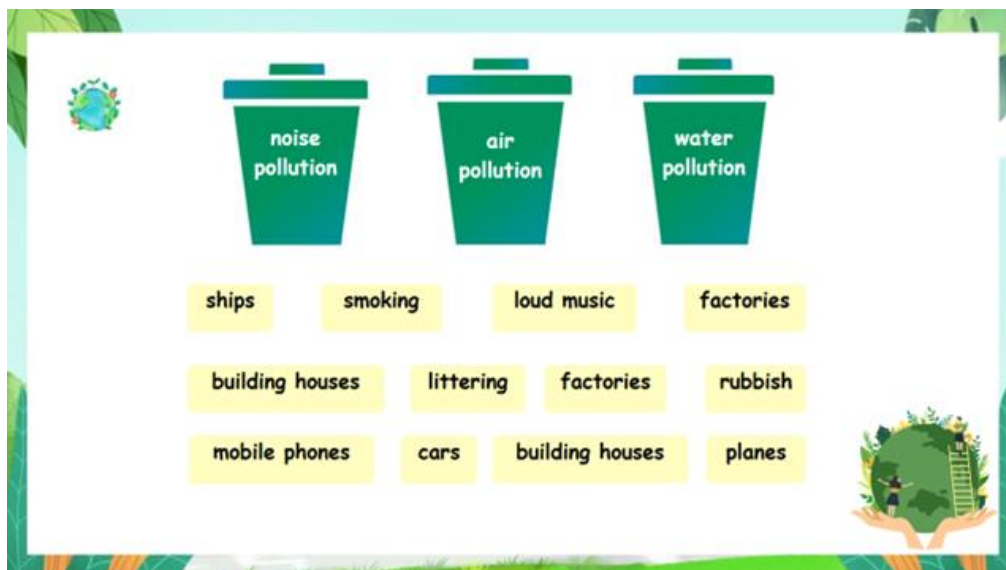 noise
pollution
air
pollution
water
pollution
ships
smoking
loud music
factories
building houses
littering
factories
rubbish
mobile phones
cars
building houses
planes